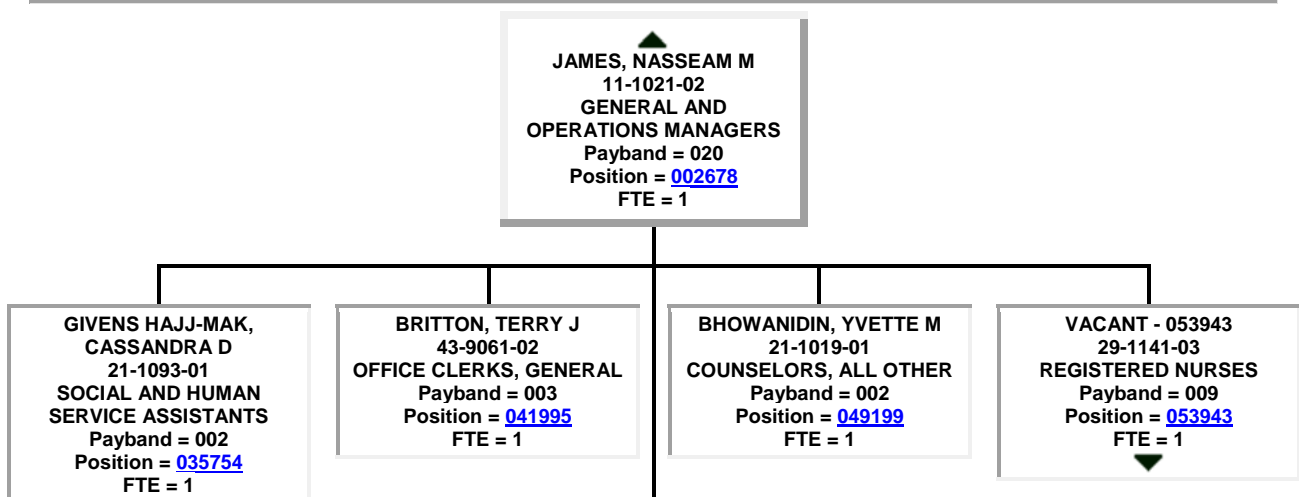 JAMES, NASSEAM M
11-1021-02
GENERAL AND
OPERATIONS MANAGERS
Payband = 020
Position = 002678
FTE = 1
GIVENS HAJJ-MAK,
CASSANDRA D
21-1093-01
SOCIAL AND HUMAN
SERVICE ASSISTANTS
Payband = 002
Position = 035754
FTE = 1
BRITTON, TERRY J
43-9061-02
OFFICE CLERKS, GENERAL
Payband = 003
Position = 041995
FTE = 1
BHOWANIDIN, YVETTE M
21-1019-01
COUNSELORS, ALL OTHER
Payband = 002
Position = 049199
FTE = 1
VACANT - 053943
29-1141-03
REGISTERED NURSES
Payband = 009
Position = 053943
FTE = 1